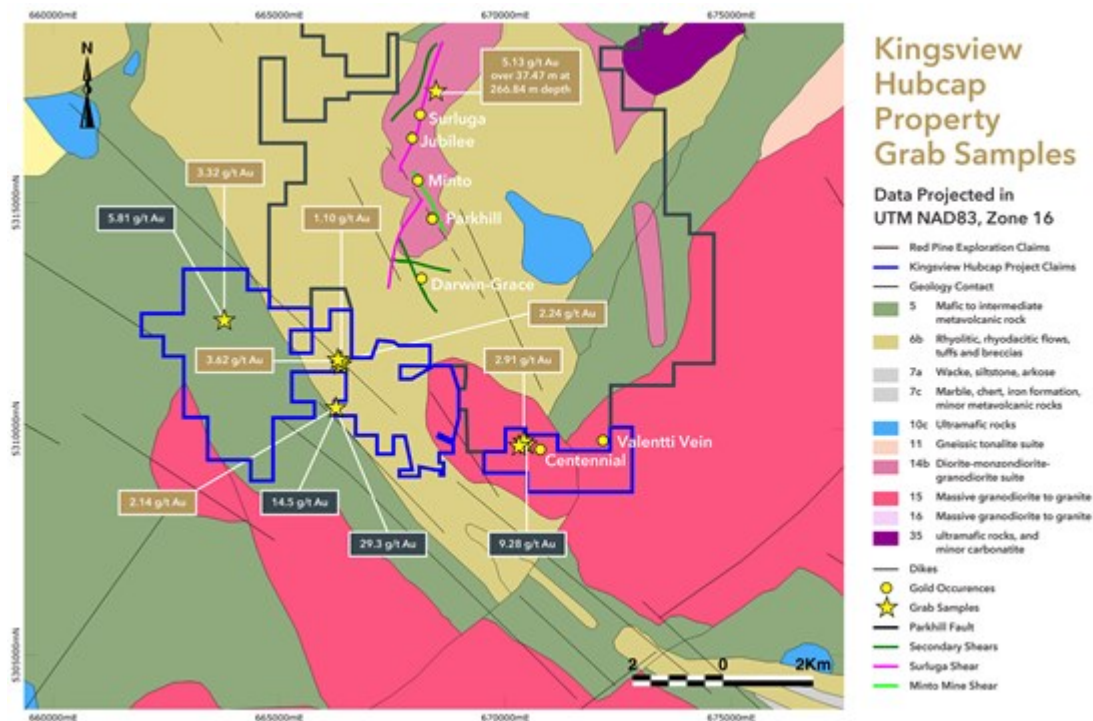 660000mE
665000mE
670000mE
675000mE
N
5315000mN
5310000mN
5305000mN
5.13 g/t Au
over 37.47 m at
266.84 m depth
Surluga
Jubilee
Minto
Parkhill
Darwin-Grace
3.32 g/t Au
5.81 g/t Au
1.10 g/t Au
2.24 g/t Au
3.62 g/t Au
2.91 g/t Au
Valentti Vein
Centennial
2.14 g/t Au
14.5 g/t Au
29.3 g/t Au
9.28 g/t Au
2 0 2Km
660000mE
665000mE
670000mE
675000mE
Kingsview
Hubcap
Property
Grab Samples
Data Projected in
UTM NAD83, Zone 16
Red Pine Exploration Claims
Kingsview Hubcap Project Claims
Geology Contact
5 Mafic to intermediate
metavolcanic rock
6b Rhyolitic, rhyodacitic flows,
tuffs and breccias
7a Wacke, siltstone, arkose
7c Marble, chert, iron formation,
minor metavolcanic rocks
10c Ultramafic rocks
11 Gneissic tonalite suite
14b Diorite-monzondiorite-
granodiorite suite
15 Massive granodiorite to granite
16 Massive granodiorite to granite
35 ultramafic rocks, and
minor carbonatite
Dikes
Gold Occurences
Grab Samples
Parkhill Fault
Secondary Shears
Surluga Shear
Minto Mine Shear